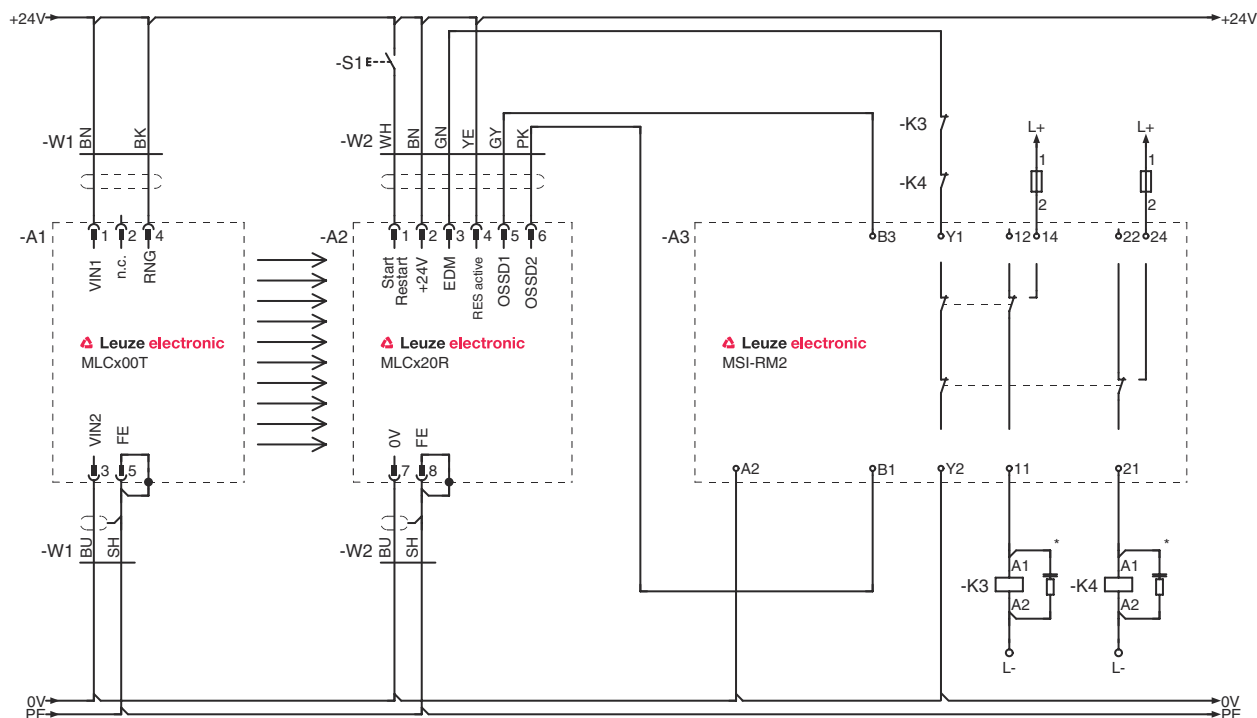 +24V
+24V
-S1
-W1
BN
BK
-W2
WH
BN
GN
YE
GY
PK
-K3
-K4
L+
1
2
L+
1
2
-A1
1
2
4
VIN1
n.c.
RNG
Leuze electronic
MLCx00T
VIN2
FE
3
5
-A2
1
2
3
4
5
6
Start
Restart
+24V
EDM
RES active
OSSD1
OSSD2
Leuze electronic
MLCx20R
0V
FE
7
8
-A3
B3
Y1
12
14
22
24
Leuze electronic
MSI-RM2
A2
B1
Y2
11
21
-W1
BU
SH
-W2
BU
SH
-K3
A1
A2
*
L-
-K4
A1
A2
*
L-
0V
0V
PE
PE